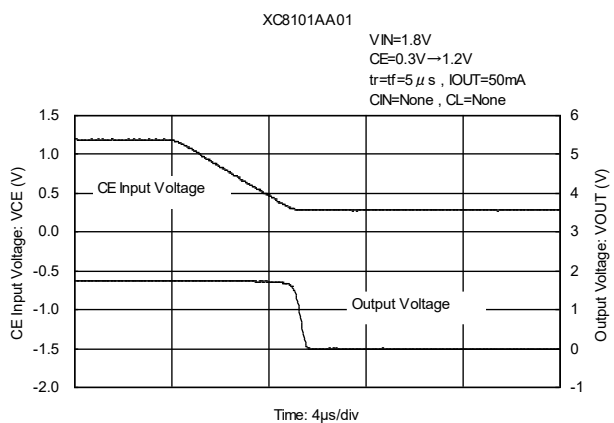 XC8101AA01
VIN=1.8V
CE=0.3V→1.2V
tr=tf=5μs , IOUT=50mA
CIN=None , CL=None
CE Input Voltage: VCE (V)
1.5
1.0
0.5
0.0
-0.5
-1.0
-1.5
-2.0
CE Input Voltage
Output Voltage
6
5
4
3
2
1
0
-1
Output Voltage: VOUT (V)
Time: 4μs/div